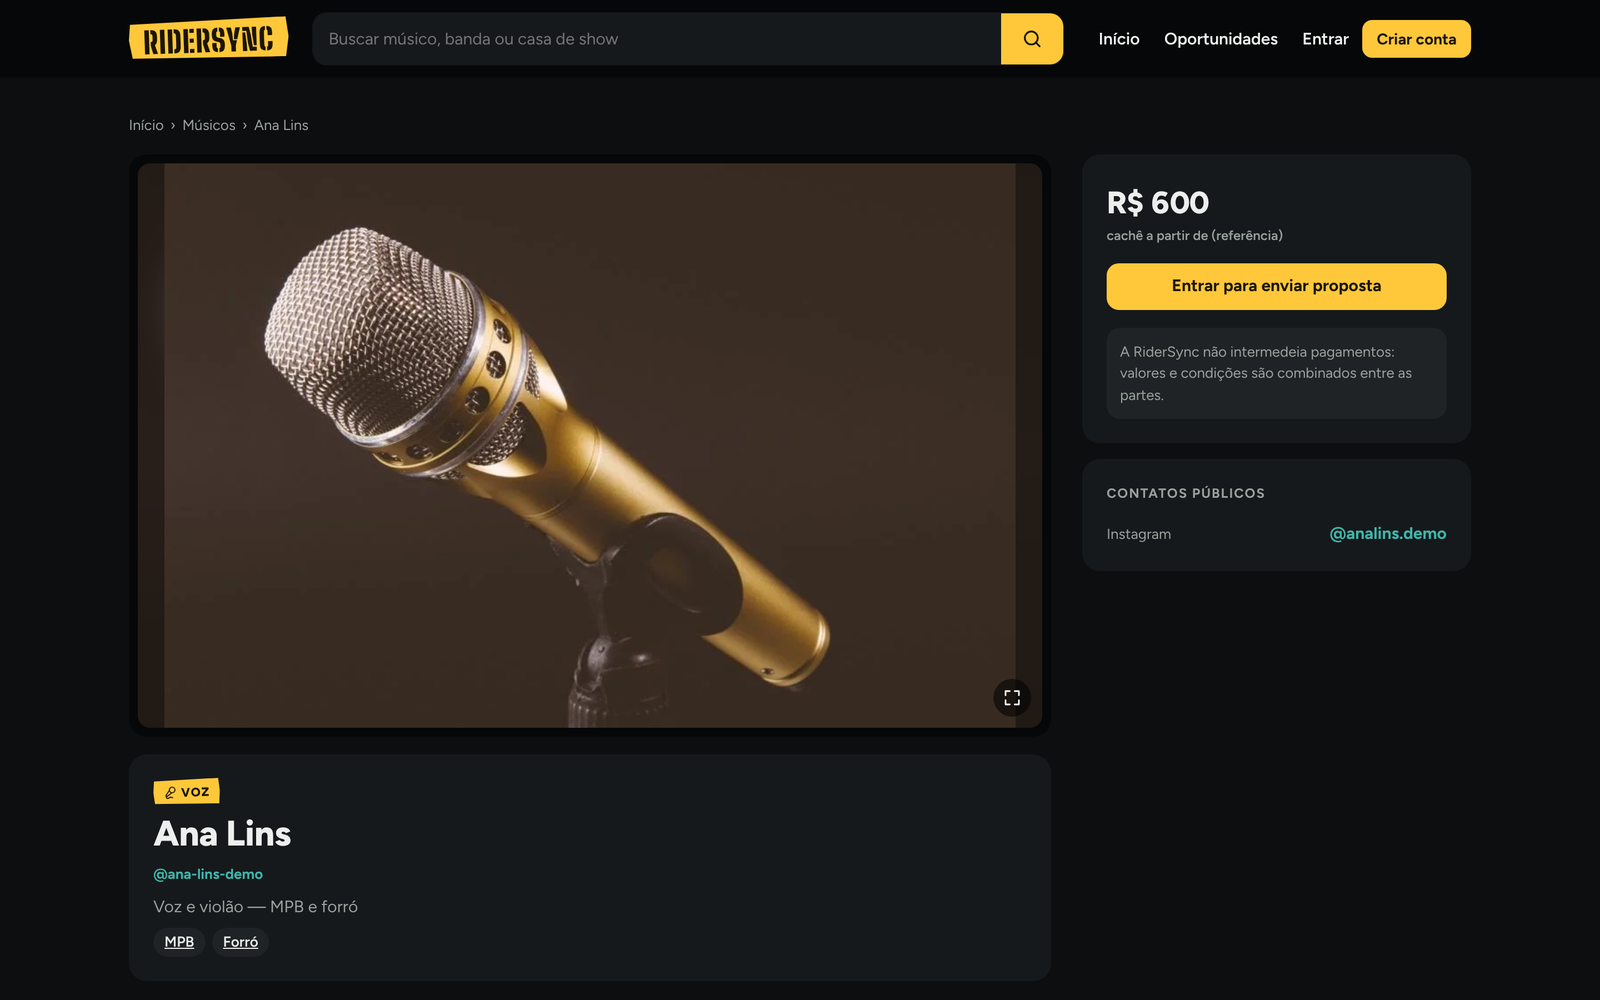 RIDERSYNC
Buscar músico, banda ou casa de show
Início
Oportunidades
Entrar
Criar conta
Início › Músicos › Ana Lins
R$ 600
cachê a partir de (referência)
Entrar para enviar proposta
A RiderSync não intermedeia pagamentos:
valores e condições são combinados entre as
partes.
CONTATOS PÚBLICOS
Instagram @analins.demo
VOZ
Ana Lins
@ana-lins-demo
Voz e violão — MPB e forró
MPB Forró